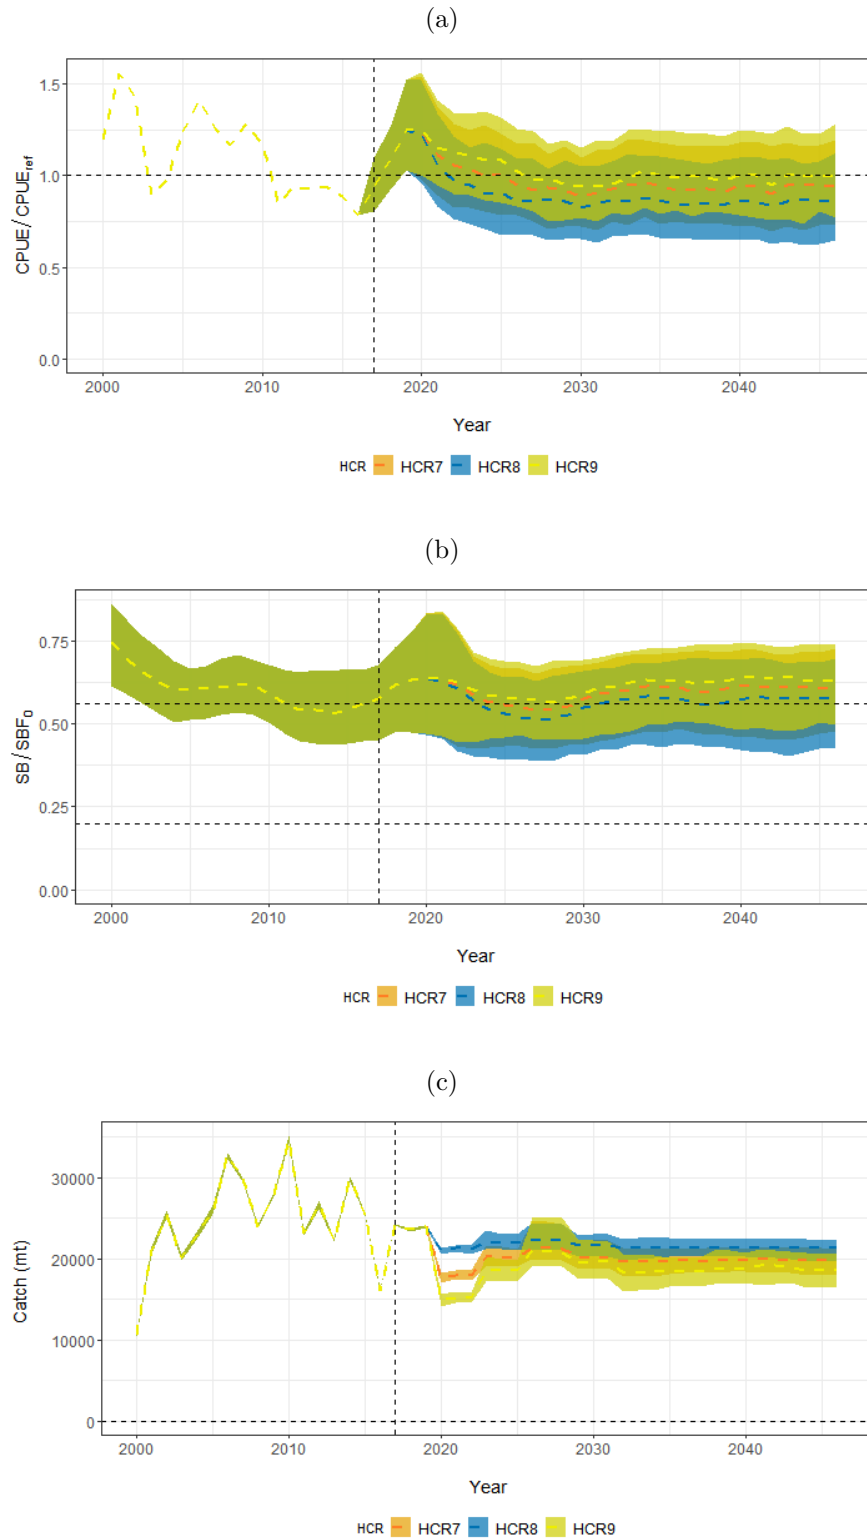 (a)
1.5
1.0
0.5
0.0
CPUE/ CPUEref
2000 2010 2020 2030 2040
Year
HCR HCR7 HCR8 HCR9
(b)
0.75
0.50
0.25
0.00
SB/ SBF0
2000 2010 2020 2030 2040
Year
HCR HCR7 HCR8 HCR9
(c)
30000
20000
10000
0
Catch (mt)
2000 2010 2020 2030 2040
Year
HCR HCR7 HCR8 HCR9